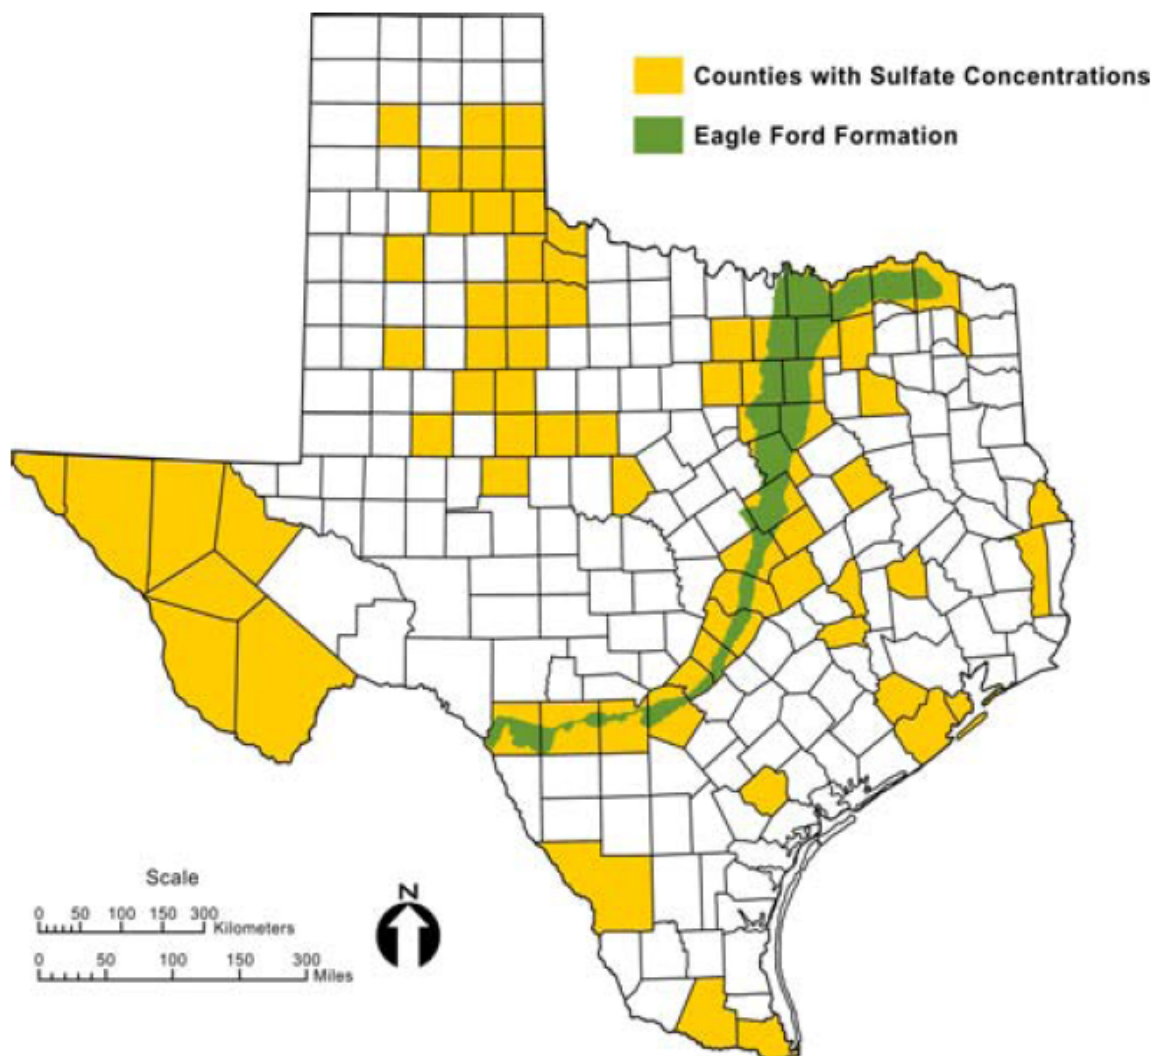 Counties with Sulfate Concentrations
Eagle Ford Formation
Scale
0 50 100 150 300
Kilometers
0 50 100 150 300
Miles
N